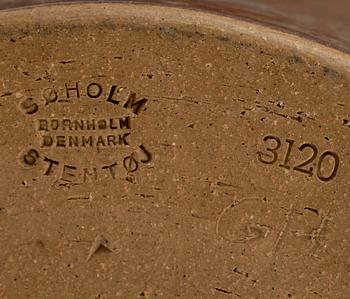 SØHOLM
BORNHOLM
DENMARK
STENTØJ
3120